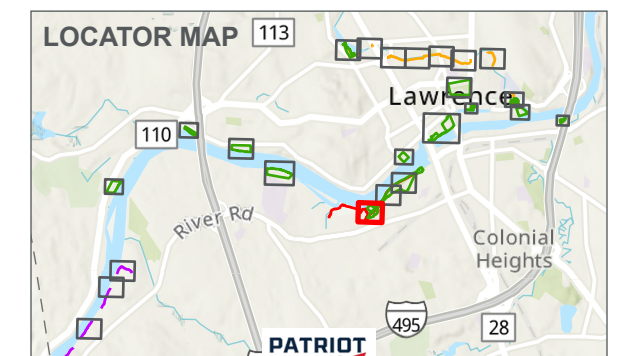 LOCATOR MAP
113
Lawrence
110
River Rd
Colonial
Heights
495
28
PATRIOT